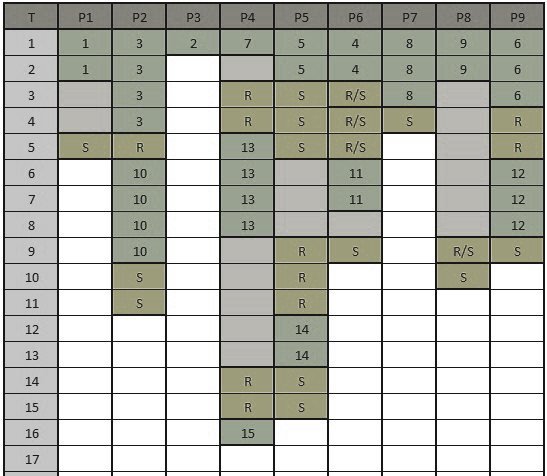 T P1 P2 P3 P4 P5 P6 P7 P8 P9
1 1 3 2 7 5 4 8 9 6
2 1 3 5 4 8 9 6
3 3 R S R/S 8 6
4 3 R S R/S S R
5 S R 13 S R/S R
6 10 13 11 12
7 10 13 11 12
8 10 13 12
9 10 R S R/S S
10 S R S
11 S R
12 14
13 14
14 R S
15 R S
16 15
17